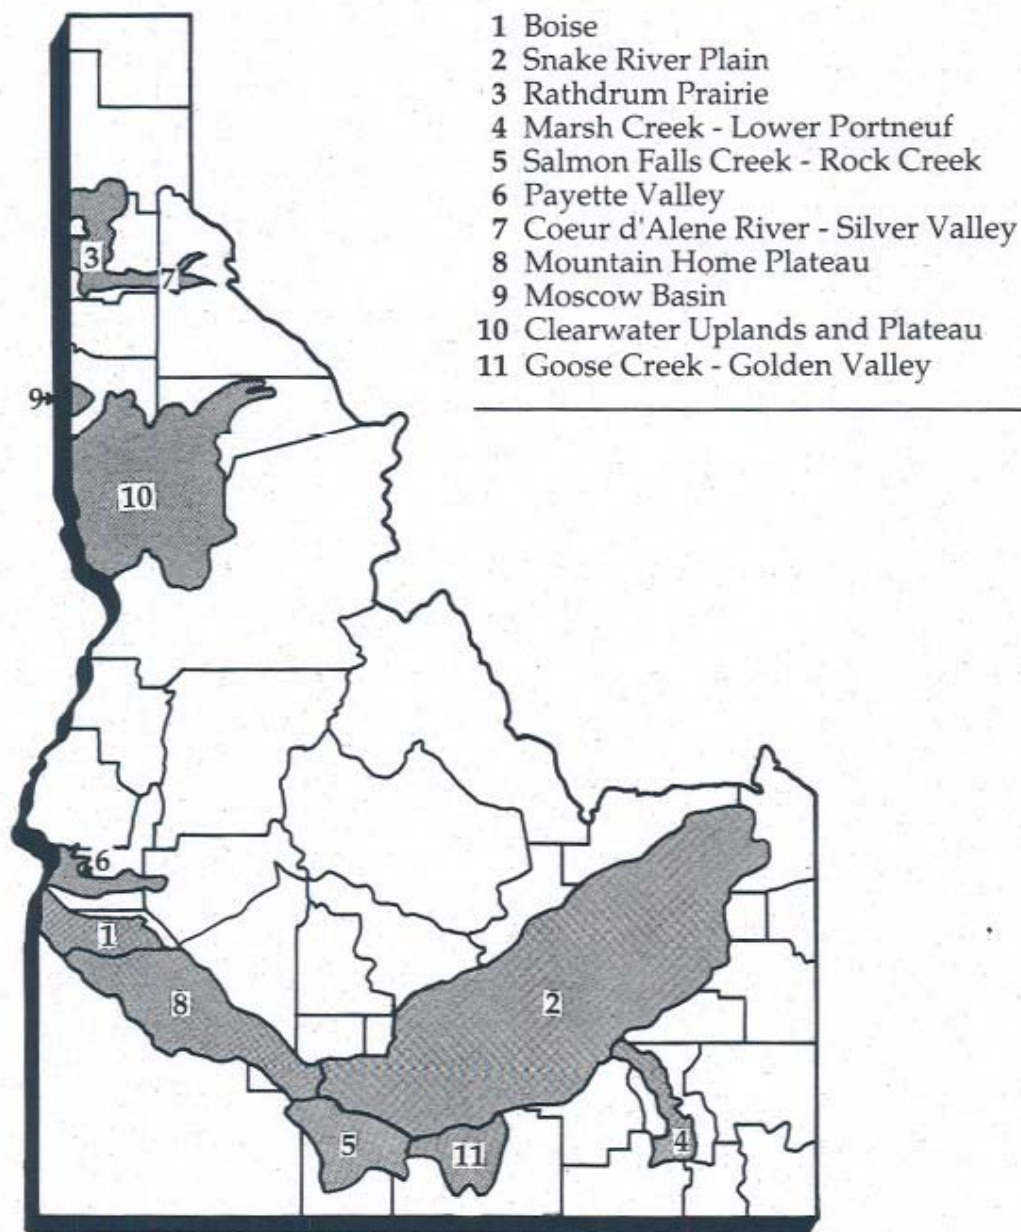 1 Boise
2 Snake River Plain
3 Rathdrum Prairie
4 Marsh Creek - Lower Portneuf
5 Salmon Falls Creek - Rock Creek
6 Payette Valley
7 Coeur d'Alene River - Silver Valley
8 Mountain Home Plateau
9 Moscow Basin
10 Clearwater Uplands and Plateau
11 Goose Creek - Golden Valley
3
7
9
10
6
1
8
2
5
11
4